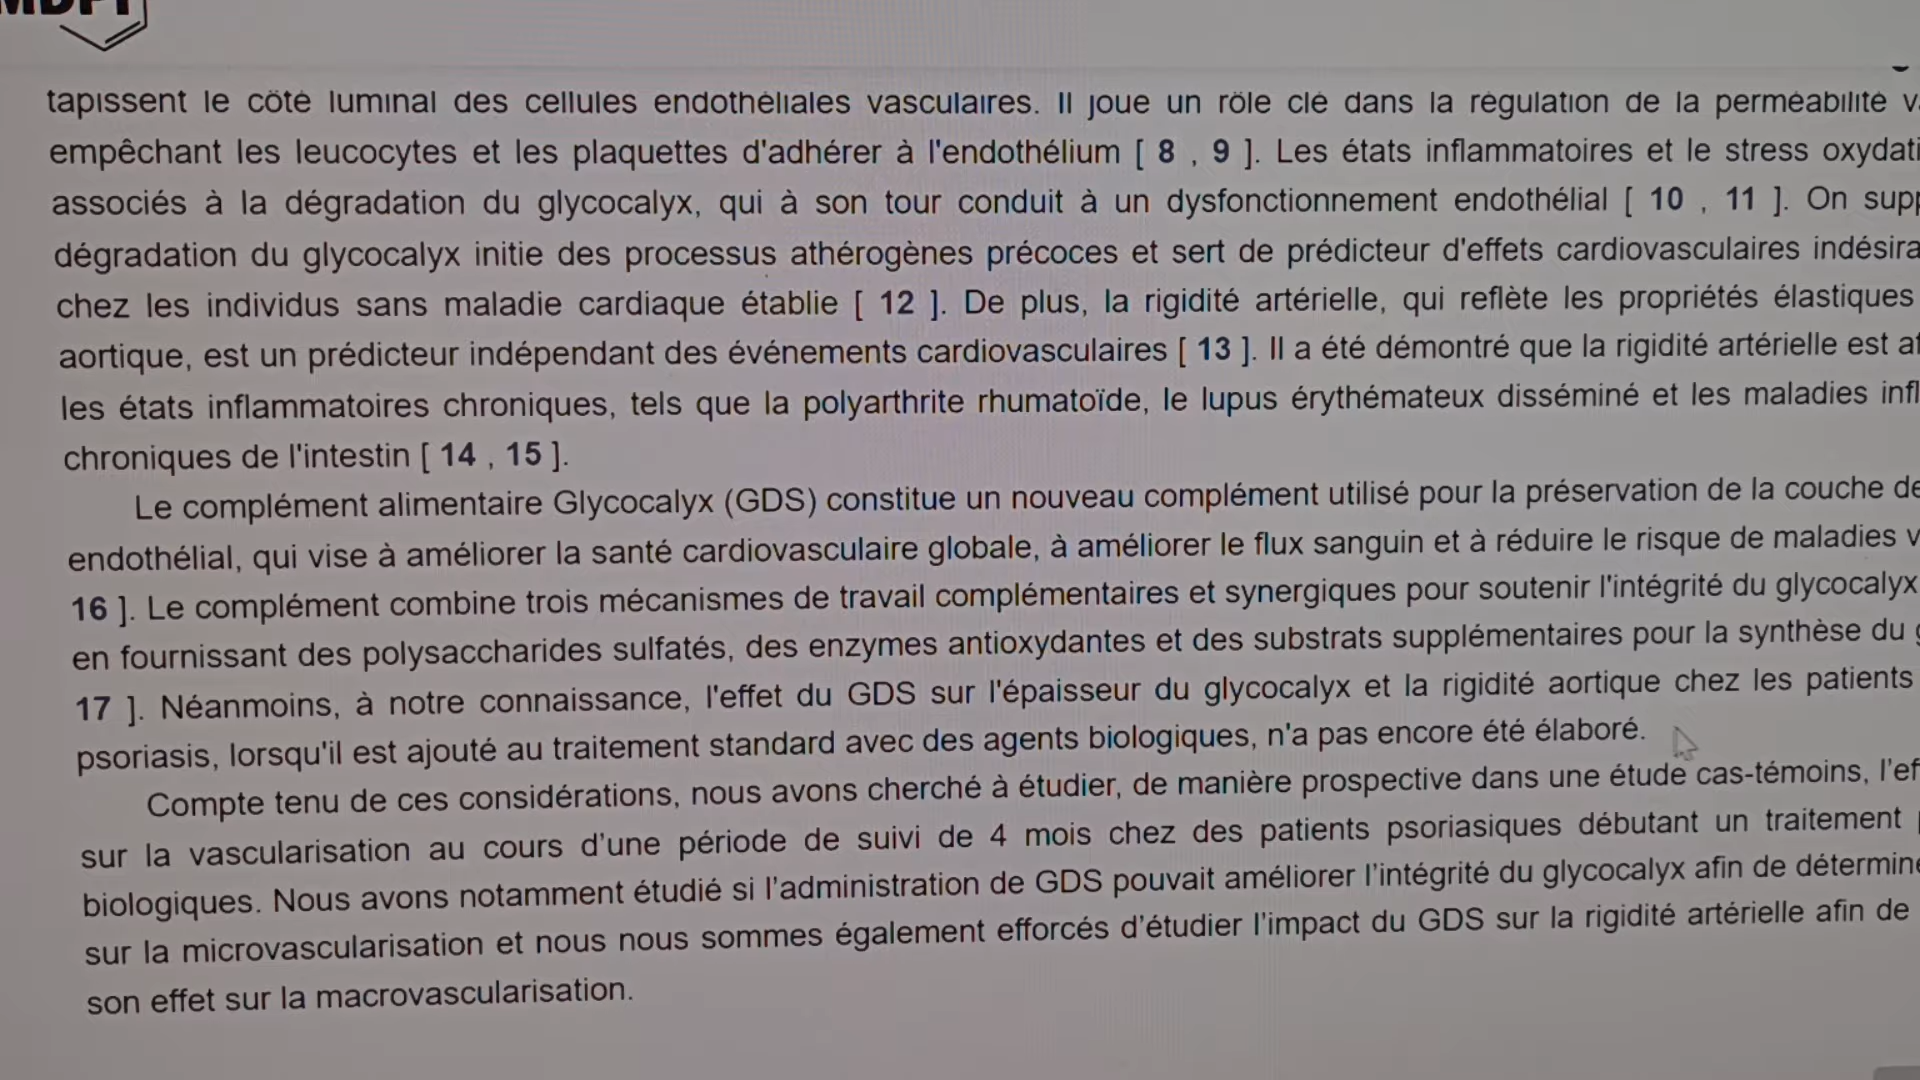 MDPI
tapissent le côté luminal des cellules endothéliales vasculaires. Il joue un rôle clé dans la régulation de la perméabilité
empêchant les leucocytes et les plaquettes d'adhérer à l'endothélium [ 8 , 9 ]. Les états inflammatoires et le stress
associés à la dégradation du glycocalyx, qui à son tour conduit à un dysfonctionnement endothélial [ 10 , 11 ]. On
dégradation du glycocalyx initie des processus athérogènes précoces et sert de prédicteur d'effets cardiovasculaires
chez les individus sans maladie cardiaque établie [ 12 ]. De plus, la rigidité artérielle, qui reflète les propriétés élastiques
aortique, est un prédicteur indépendant des événements cardiovasculaires [ 13 ]. Il a été démontré que la rigidité artérielle est
les états inflammatoires chroniques, tels que la polyarthrite rhumatoïde, le lupus érythémateux disséminé et les maladies
chroniques de l'intestin [ 14 , 15 ].
Le complément alimentaire Glycocalyx (GDS) constitue un nouveau complément utilisé pour la préservation de la couche
endothélial, qui vise à améliorer la santé cardiovasculaire globale, à améliorer le flux sanguin et à réduire le risque de maladies
16 ]. Le complément combine trois mécanismes de travail complémentaires et synergiques pour soutenir l'intégrité du glycocalyx
en fournissant des polysaccharides sulfatés, des enzymes antioxydantes et des substrats supplémentaires pour la synthèse du
17 ]. Néanmoins, à notre connaissance, l'effet du GDS sur l'épaisseur du glycocalyx et la rigidité aortique chez les patients
psoriasis, lorsqu'il est ajouté au traitement standard avec des agents biologiques, n'a pas encore été élaboré.
Compte tenu de ces considérations, nous avons cherché à étudier, de manière prospective dans une étude cas-témoins,
sur la vascularisation au cours d’une période de suivi de 4 mois chez des patients psoriasiques débutant un traitement
biologiques. Nous avons notamment étudié si l’administration de GDS pouvait améliorer l’intégrité du glycocalyx afin de
sur la microvascularisation et nous nous sommes également efforcés d’étudier l’impact du GDS sur la rigidité artérielle afin de
son effet sur la macrovascularisation.